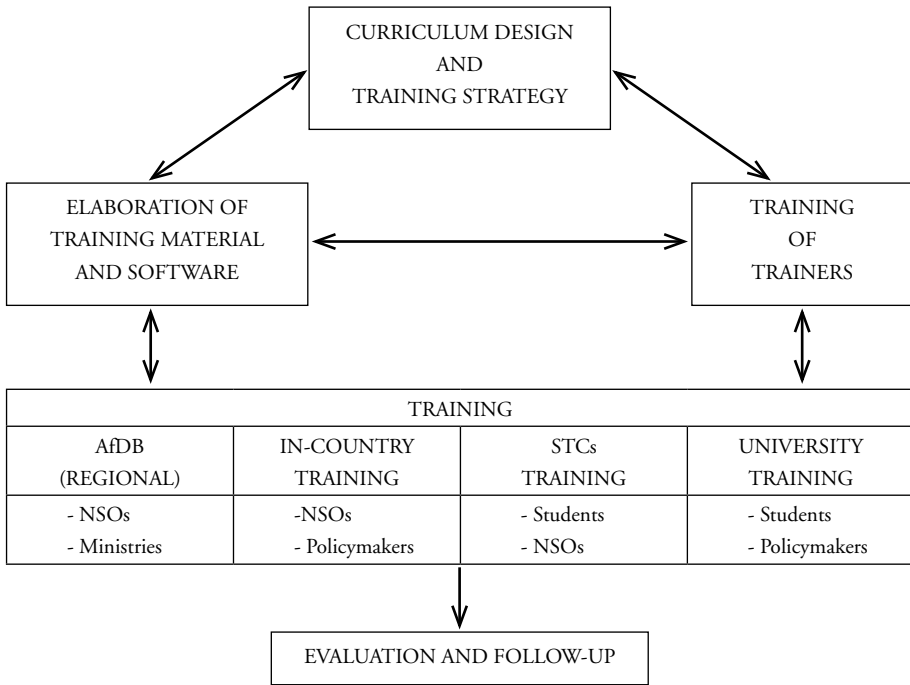 CURRICULUM DESIGN
AND
TRAINING STRATEGY
ELABORATION OF
TRAINING MATERIAL
AND SOFTWARE
TRAINING
OF
TRAINERS
TRAINING
AfDB
(REGIONAL)
IN-COUNTRY
TRAINING
STCs
TRAINING
UNIVERSITY
TRAINING
- NSOs
- Ministries
-NSOs
- Policymakers
- Students
- NSOs
- Students
- Policymakers
EVALUATION AND FOLLOW-UP